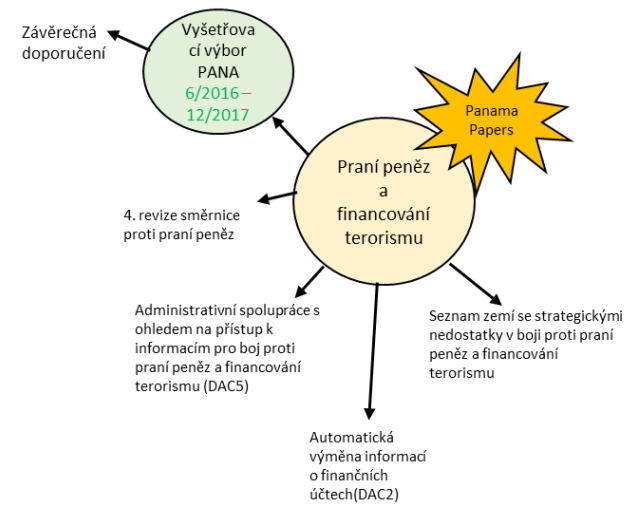 Závěrečná
doporučení
Vyšetřova
cí výbor
PANA
6/2016 –
12/2017
Panama
Papers
Praní peněz
a
financování
terorismu
4. revize směrnice
proti praní peněz
Administrativní spolupráce s
ohledem na přístup k
informacím pro boj proti
praní peněz a financování
terorismu (DAC5)
Seznam zemí se strategickými
nedostatky v boji proti praní
peněz a financování
terorismu
Automatická
výměna informací
o finančních
účtech(DAC2)